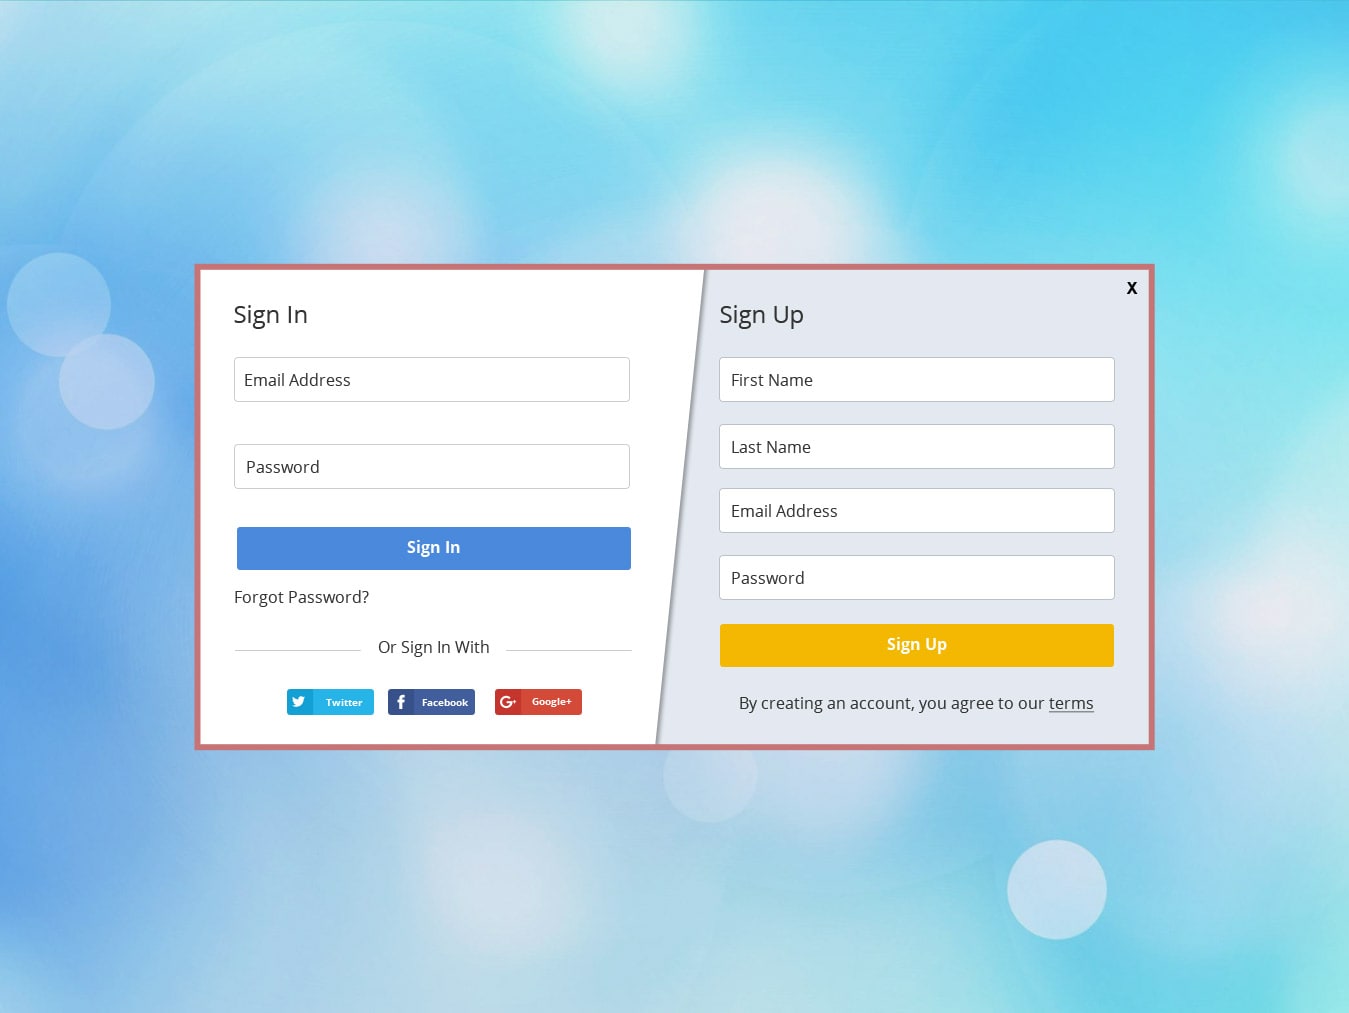 Sign In
Email Address
Password
Sign In
Forgot Password?
Or Sign In With
Twitter
Facebook
G+ Google+
X
Sign Up
First Name
Last Name
Email Address
Password
Sign Up
By creating an account, you agree to our terms